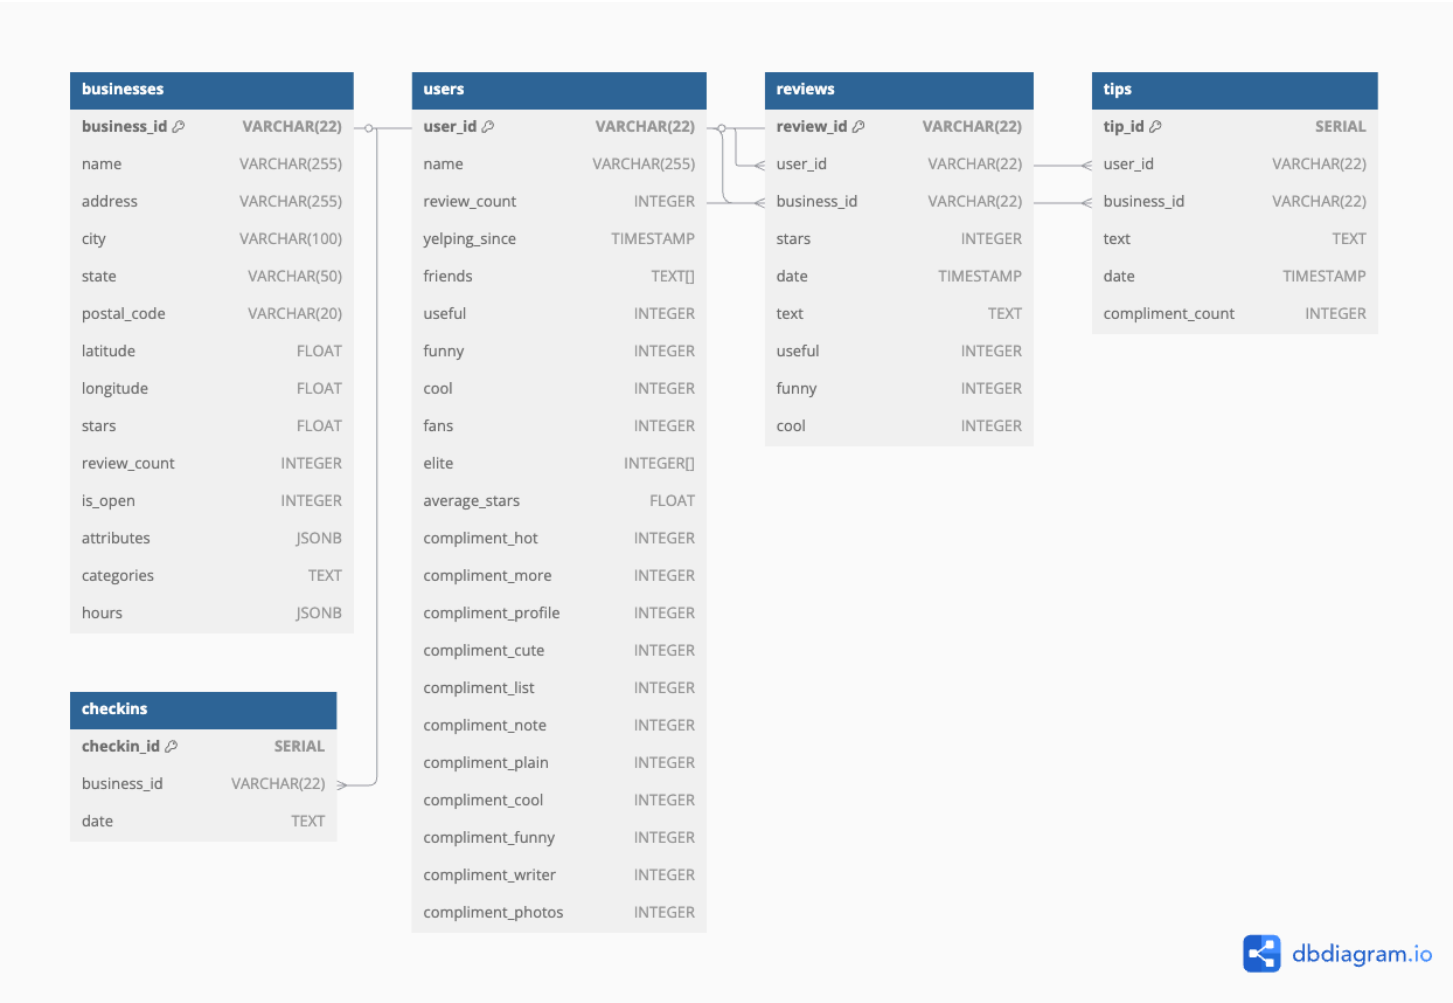 businesses
business_id VARCHAR(22)
name VARCHAR(255)
address VARCHAR(255)
city VARCHAR(100)
state VARCHAR(50)
postal_code VARCHAR(20)
latitude FLOAT
longitude FLOAT
stars FLOAT
review_count INTEGER
is_open INTEGER
attributes JSONB
categories TEXT
hours JSONB
checkins
checkin_id SERIAL
business_id VARCHAR(22)
date TEXT
users
user_id VARCHAR(22)
name VARCHAR(255)
review_count INTEGER
yelping_since TIMESTAMP
friends TEXT[]
useful INTEGER
funny INTEGER
cool INTEGER
fans INTEGER
elite INTEGER[]
average_stars FLOAT
compliment_hot INTEGER
compliment_more INTEGER
compliment_profile INTEGER
compliment_cute INTEGER
compliment_list INTEGER
compliment_note INTEGER
compliment_plain INTEGER
compliment_cool INTEGER
compliment_funny INTEGER
compliment_writer INTEGER
compliment_photos INTEGER
reviews
review_id VARCHAR(22)
user_id VARCHAR(22)
business_id VARCHAR(22)
stars INTEGER
date TIMESTAMP
text TEXT
useful INTEGER
funny INTEGER
cool INTEGER
tips
tip_id SERIAL
user_id VARCHAR(22)
business_id VARCHAR(22)
text TEXT
date TIMESTAMP
compliment_count INTEGER
dbdiagram.io